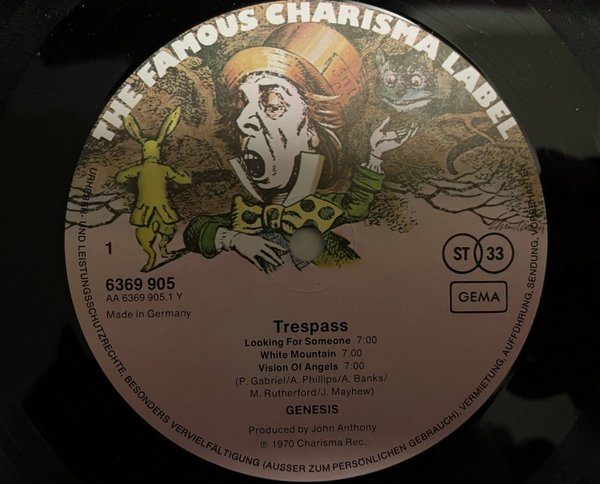 THE FAMOUS CHARISMA LABEL
1
6369 905
AA 6369 905.1 Y
Made in Germany
ST 33
GEMA
Trespass
Looking For Someone 7:00
White Mountain 7:00
Vision Of Angels 7:00
(P. Gabriel/A. Phillips/A. Banks/
M. Rutherford/J. Mayhew)
GENESIS
Produced by John Anthony
℗ 1970 Charisma Rec.
URHEBER- UND LEISTUNGSSCHUTZRECHTE, BESONDERS VERVIELFÄLTIGUNG (AUSSER ZUM PERSÖNLICHEN GEBRAUCH), VERMIETUNG, AUFFÜHRUNG, SENDUNG,